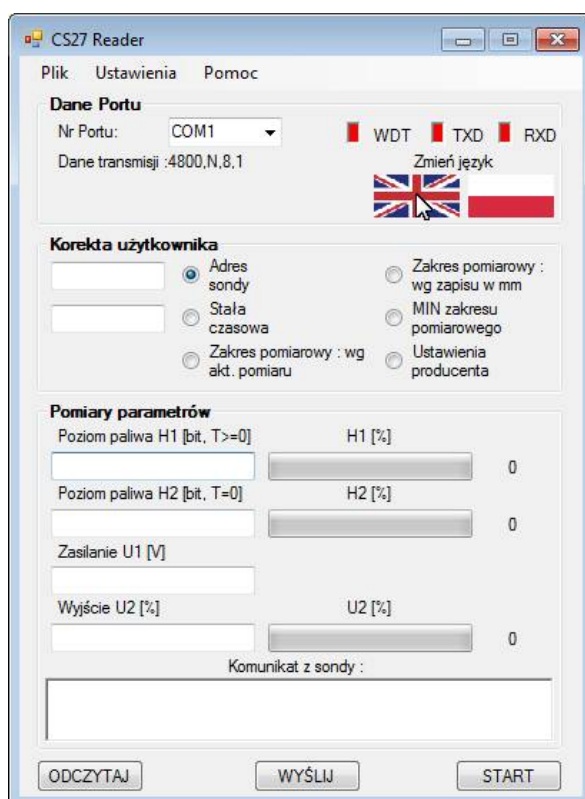 CS27 Reader
Plik Ustawienia Pomoc
Dane Portu
Nr Portu: COM1 WDT TXD RXD
Dane transmisji :4800,N,8,1 Zmień język
Korekta użytkownika
Adres
sondy
Zakres pomiarowy :
wg zapisu w mm
Stała
czasowa
MIN zakresu
pomiarowego
Zakres pomiarowy : wg
akt. pomiaru
Ustawienia
producenta
Pomiary parametrów
Poziom paliwa H1 [bit, T>=0] H1 [%]
0
Poziom paliwa H2 [bit, T=0] H2 [%]
0
Zasilanie U1 [V]
Wyjście U2 [%] U2 [%]
0
Komunikat z sondy :
ODCZYTAJ WYŚLIJ START